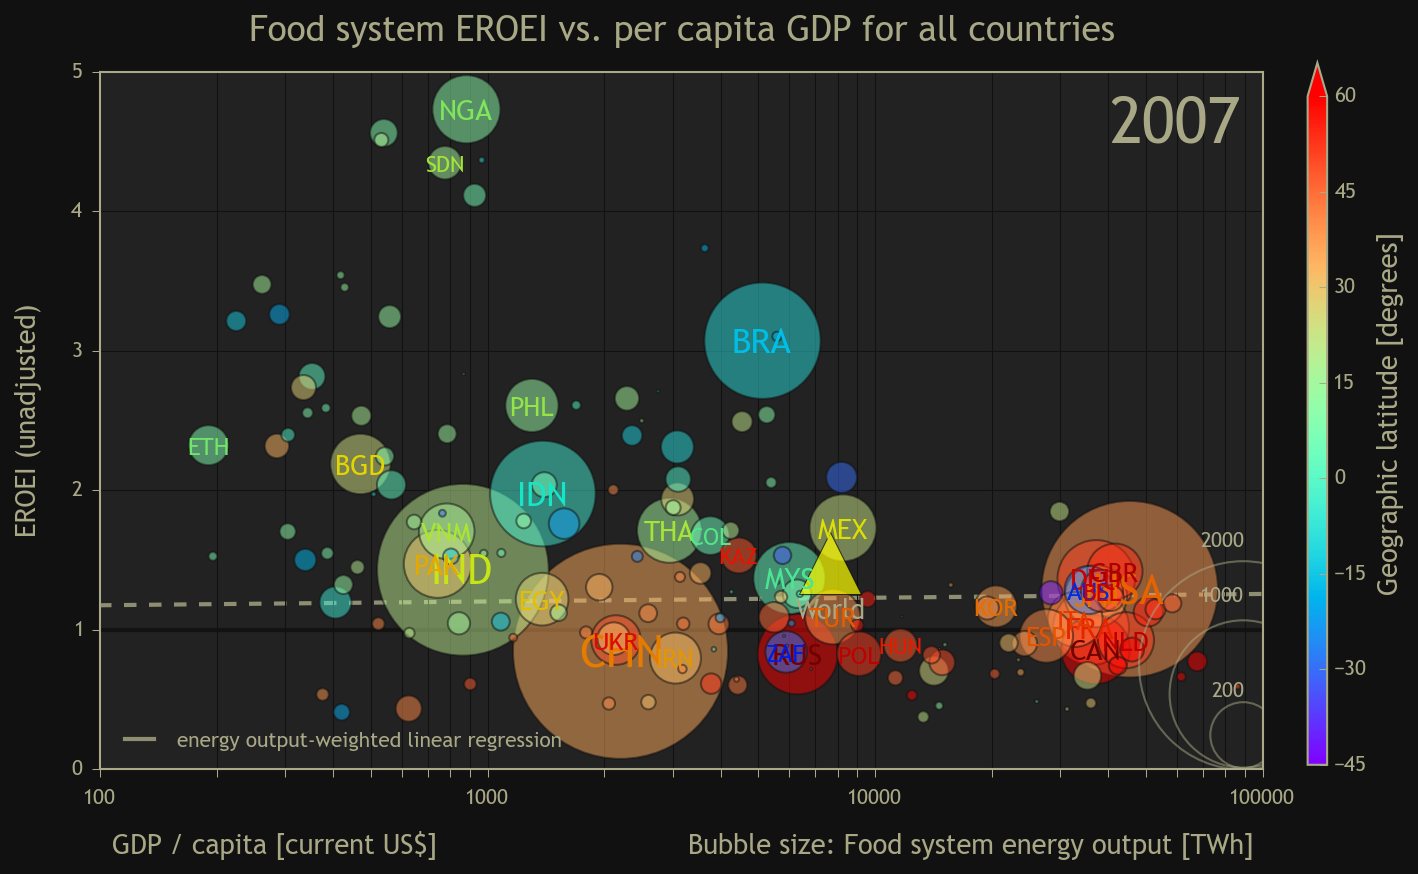 Food system EROEI vs. per capita GDP for all countries
5
4
3
2
1
0
EROEI (unadjusted)
2007
NGA
SDN
BRA
PHL
ETH
BGD
IDN
VNM
THA
COL
MEX
KAZ
PAK
IND
MYS
EGY
World
TUR
KOR
GBR
AUS
USA
UKR
CHN
IRN
ZAF
RUS
POL
HUN
ESP
FR
CAN
NLD
2000
1000
200
energy output-weighted linear regression
100
1000
10000
100000
GDP / capita [current US$]
Bubble size: Food system energy output [TWh]
60
45
30
15
0
−15
−30
−45
Geographic latitude [degrees]